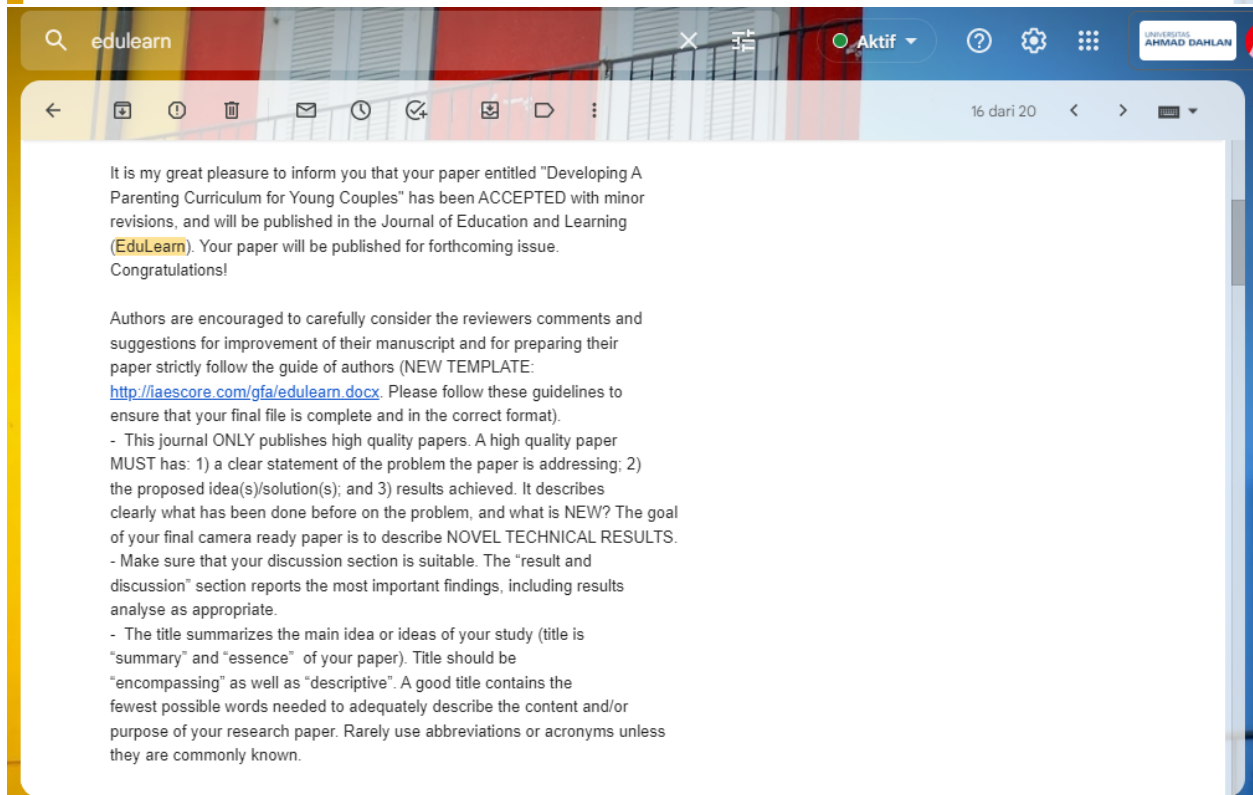 edulearn
Aktif
UNIVERSITAS
AHMAD DAHLAN
16 dari 20
It is my great pleasure to inform you that your paper entitled "Developing A
Parenting Curriculum for Young Couples" has been ACCEPTED with minor
revisions, and will be published in the Journal of Education and Learning
(EduLearn). Your paper will be published for forthcoming issue.
Congratulations!
Authors are encouraged to carefully consider the reviewers comments and
suggestions for improvement of their manuscript and for preparing their
paper strictly follow the guide of authors (NEW TEMPLATE:
http://iaescore.com/gfa/edulearn.docx. Please follow these guidelines to
ensure that your final file is complete and in the correct format).
- This journal ONLY publishes high quality papers. A high quality paper
MUST has: 1) a clear statement of the problem the paper is addressing; 2)
the proposed idea(s)/solution(s); and 3) results achieved. It describes
clearly what has been done before on the problem, and what is NEW? The goal
of your final camera ready paper is to describe NOVEL TECHNICAL RESULTS.
- Make sure that your discussion section is suitable. The “result and
discussion” section reports the most important findings, including results
analyse as appropriate.
- The title summarizes the main idea or ideas of your study (title is
“summary” and “essence” of your paper). Title should be
“encompassing” as well as “descriptive”. A good title contains the
fewest possible words needed to adequately describe the content and/or
purpose of your research paper. Rarely use abbreviations or acronyms unless
they are commonly known.